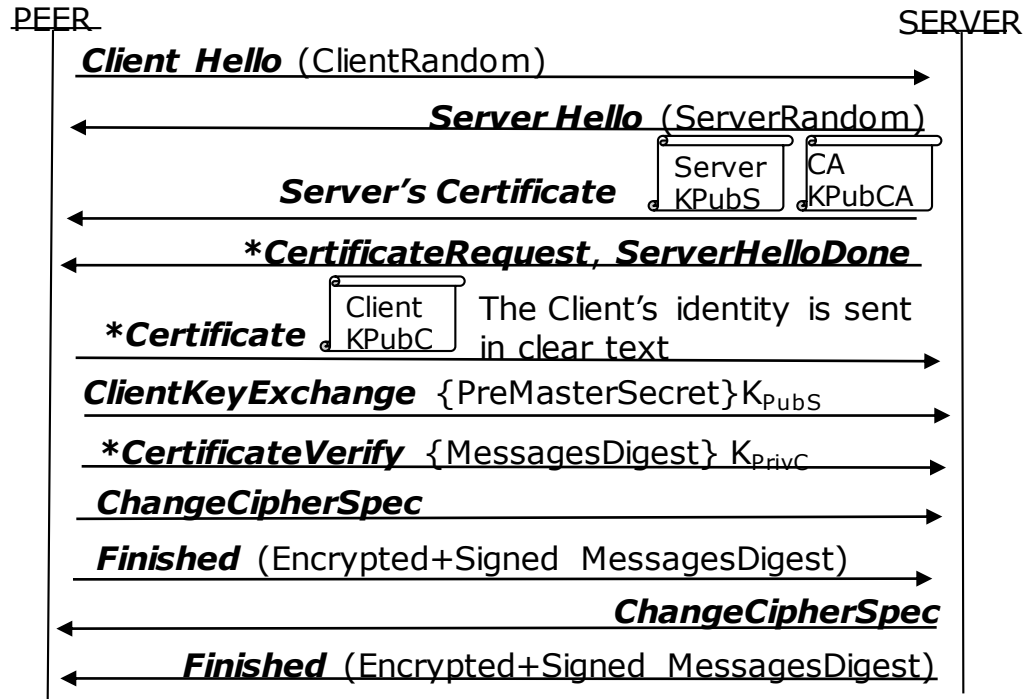 PEER
SERVER
Client Hello (ClientRandom)
Server Hello (ServerRandom)
Server's Certificate
Server
KPubS
CA
KPubCA
*CertificateRequest, ServerHelloDone
*Certificate
Client
KPubC
The Client's identity is sent
in clear text
ClientKeyExchange {PreMasterSecret}KPubS
*CertificateVerify {MessagesDigest} KPrivC
ChangeCipherSpec
Finished (Encrypted+Signed MessagesDigest)
ChangeCipherSpec
Finished (Encrypted+Signed MessagesDigest)